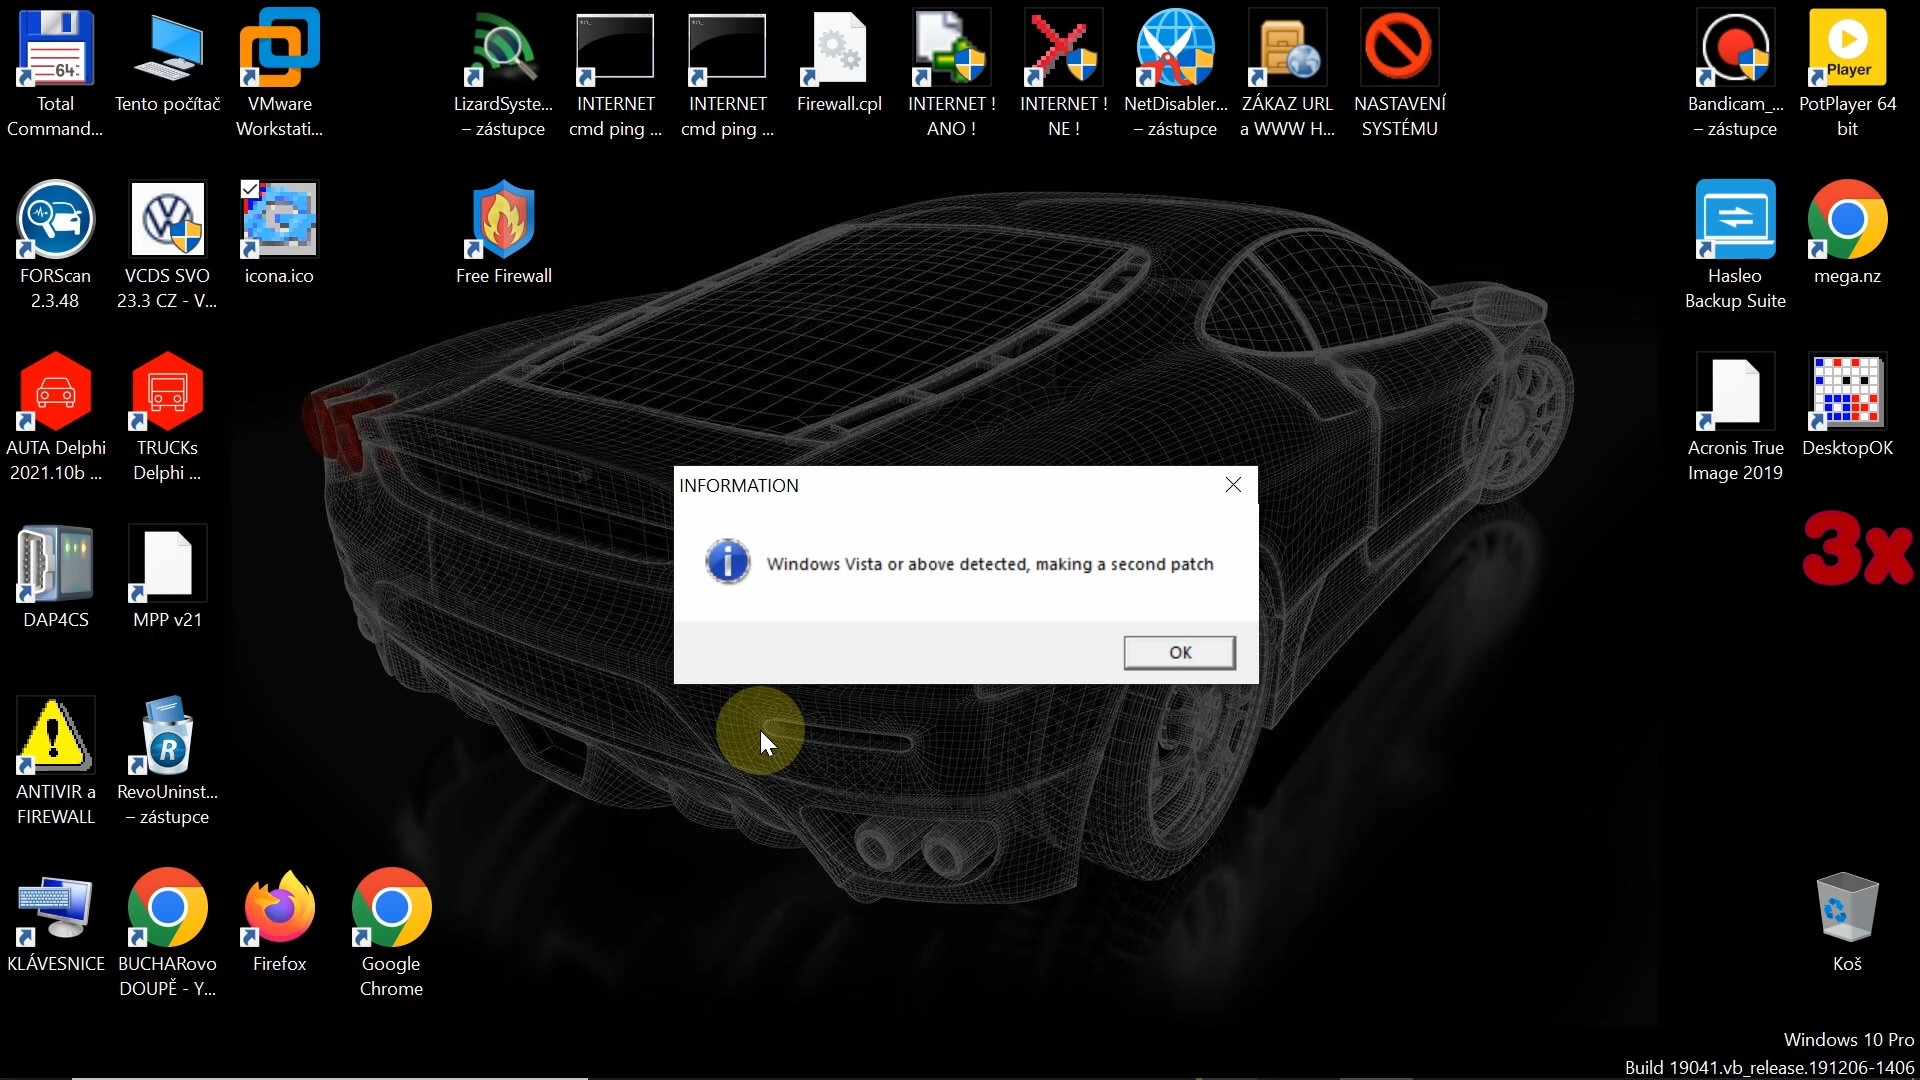 Total
Command...
Tento počítač
VMware
Workstati...
LizardSyste...
– zástupce
INTERNET
cmd ping ...
INTERNET
cmd ping ...
Firewall.cpl
INTERNET !
ANO !
INTERNET !
NE !
NetDisabler...
– zástupce
ZÁKAZ URL
a WWW H...
NASTAVENÍ
SYSTÉMU
Bandicam_...
– zástupce
Player
PotPlayer 64
bit
64
FORScan
2.3.48
VCDS SVO
23.3 CZ - V...
icona.ico
Free Firewall
Hasleo
Backup Suite
mega.nz
AUTA Delphi
2021.10b ...
TRUCKs
Delphi ...
Acronis True
Image 2019
DesktopOK
INFORMATION
Windows Vista or above detected, making a second patch
OK
3x
DAP4CS
MPP v21
ANTIVIR a
FIREWALL
R
RevoUninst...
– zástupce
KLÁVESNICE
BUCHARovo
DOUPĚ - Y...
Firefox
Google
Chrome
Koš
Windows 10 Pro
Build 19041.vb_release.191206-1406